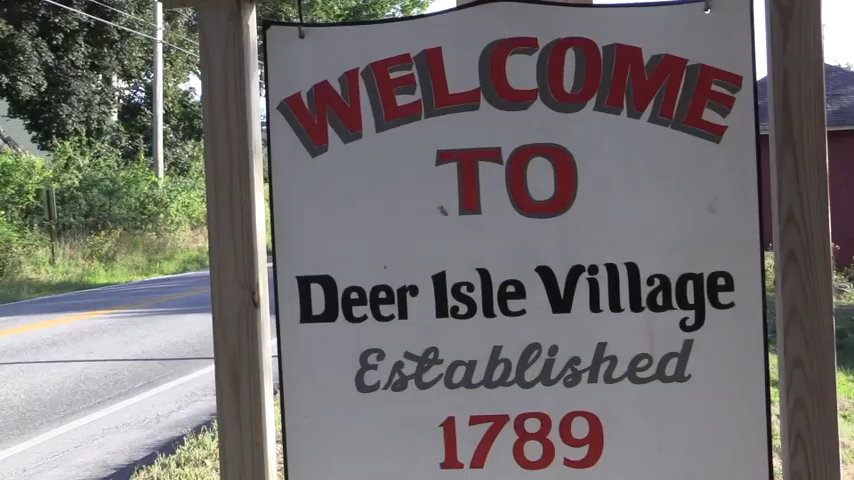 WELCOME
TO
Deer Isle Village
Established
1789